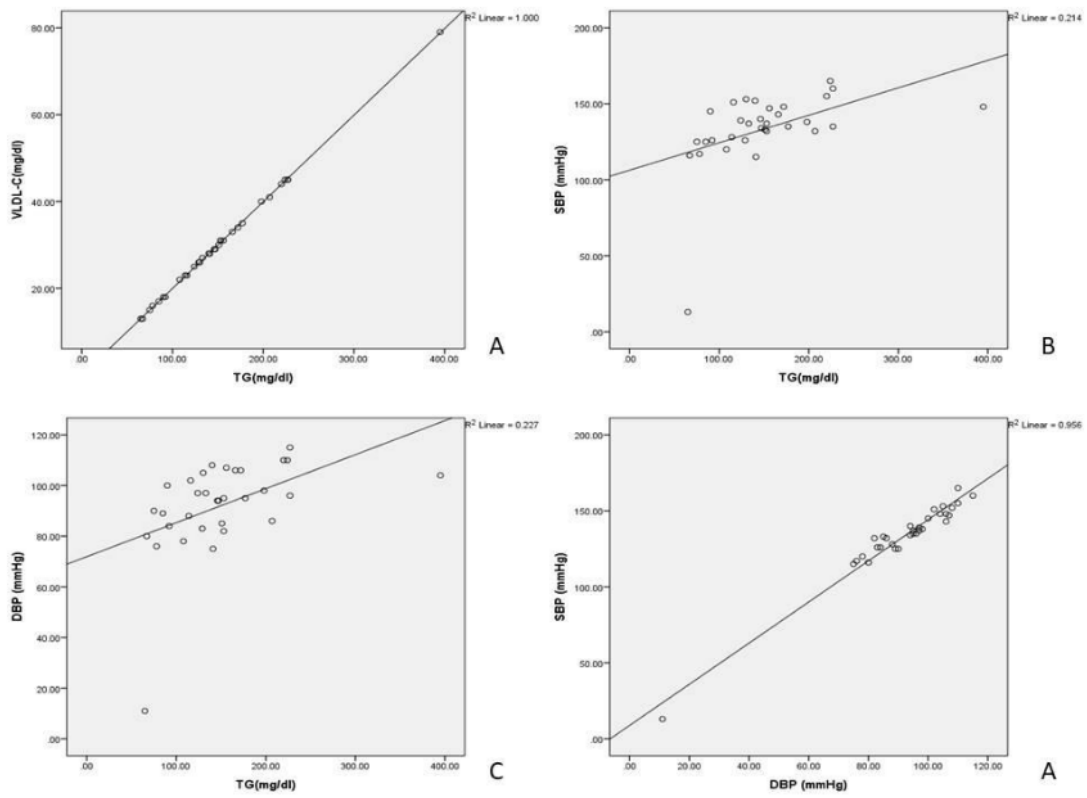 R² Linear = 1.000
80.00
60.00
40.00
20.00
VLDL-C(mg/dl)
.00 100.00 200.00 300.00 400.00
TG(mg/dl)
A
R² Linear = 0.214
200.00
150.00
100.00
50.00
.00
SBP (mmHg)
.00 100.00 200.00 300.00 400.00
TG(mg/dl)
B
R² Linear = 0.227
120.00
100.00
80.00
60.00
40.00
20.00
.00
DBP (mmHg)
.00 100.00 200.00 300.00 400.00
TG(mg/dl)
C
R² Linear = 0.956
200.00
150.00
100.00
50.00
.00
SBP (mmHg)
.00 20.00 40.00 60.00 80.00 100.00 120.00
DBP (mmHg)
A